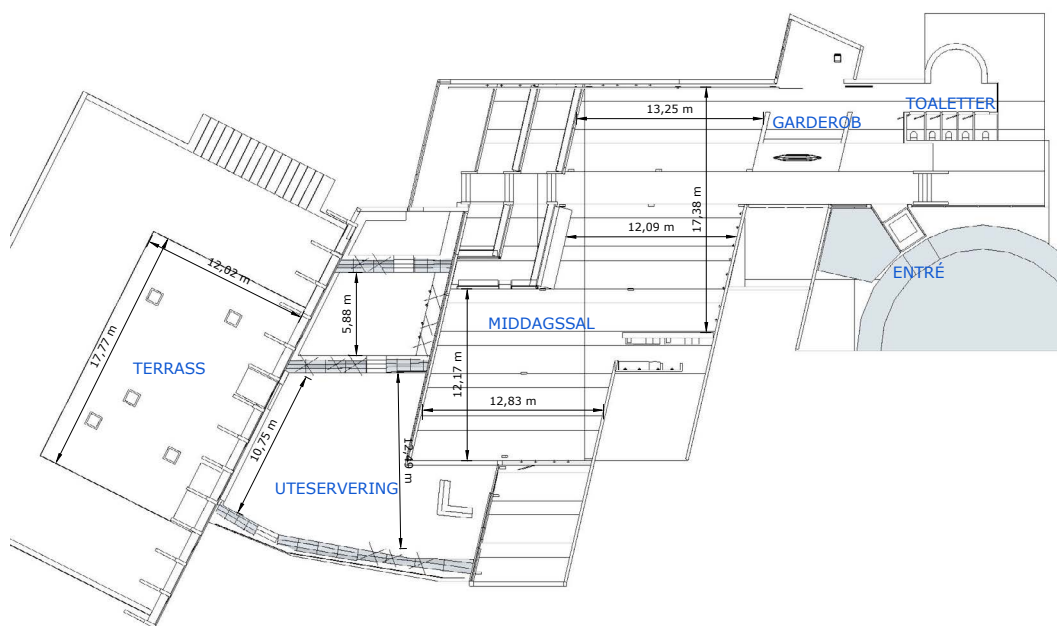 TOALETTER
13,25 m
GARDEROB
17,38 m
12,09 m
12,02 m
ENTRÉ
5,88 m
MIDDAGSSAL
17,77 m
TERRASS
12,17 m
12,83 m
10,75 m
12,49 m
UTESERVERING